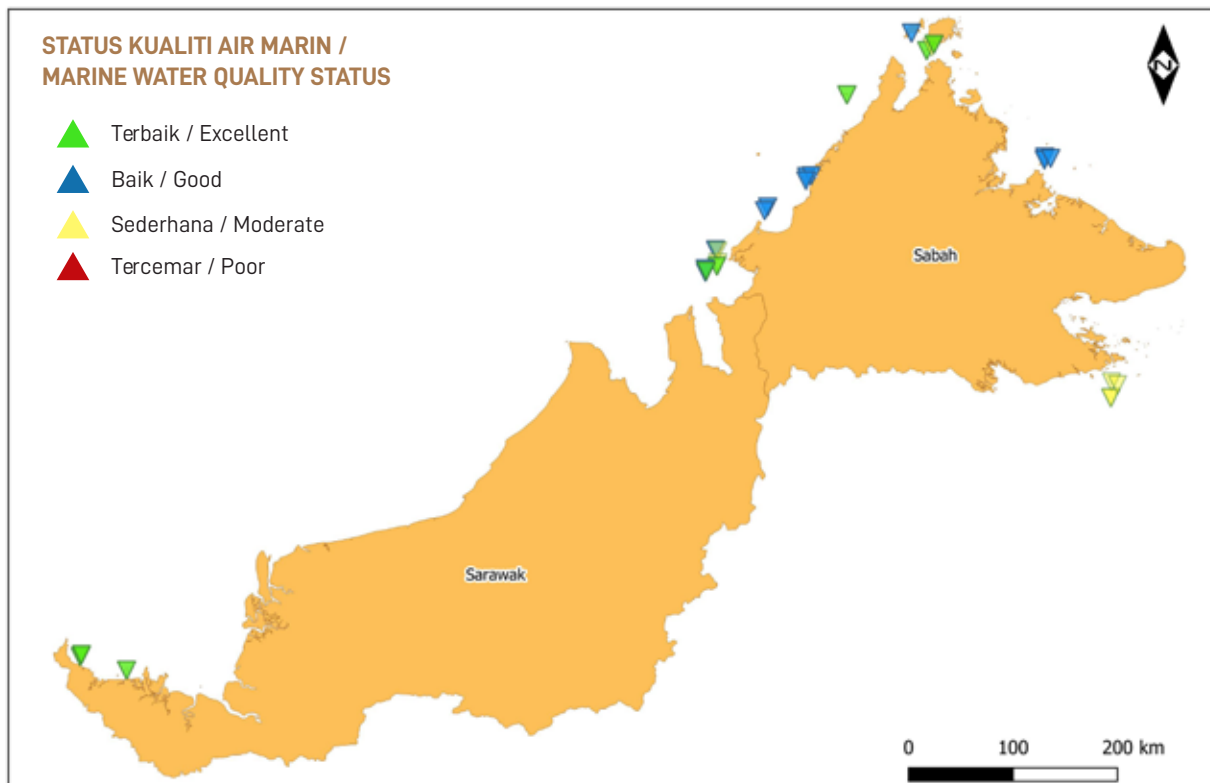 STATUS KUALITI AIR MARIN /
MARINE WATER QUALITY STATUS
Terbaik / Excellent
Baik / Good
Sederhana / Moderate
Tercemar / Poor
N
Sabah
Sarawak
0 100 200 km